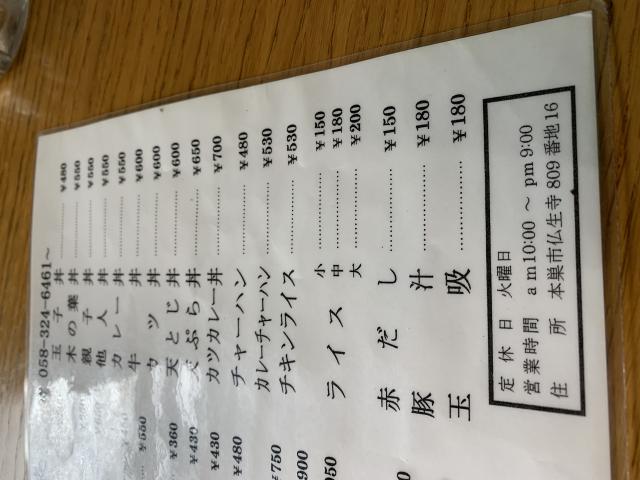 058-324-6461～
玉子丼 ……… ¥480
木の葉丼 ……… ¥550
親子丼 ……… ¥550
他人丼 ……… ¥550
カレー丼 ……… ¥550
牛丼 ……… ¥600
カツ丼 ……… ¥600
天とじ丼 ……… ¥600
天ぷら丼 ……… ¥650
カツカレー丼 ……… ¥700
チャーハン ……… ¥480
カレーチャーハン ……… ¥530
チキンライス ……… ¥530
小 ……… ¥150
ライス 中 ……… ¥180
大 ……… ¥200
赤だし ……… ¥150
豚汁 ……… ¥180
玉吸 ……… ¥180
¥550
¥360
¥430
¥430
¥480
¥750
900
950
定休日 火曜日
営業時間 am10:00 ～ pm9:00
住所 本巣市仏生寺809番地16